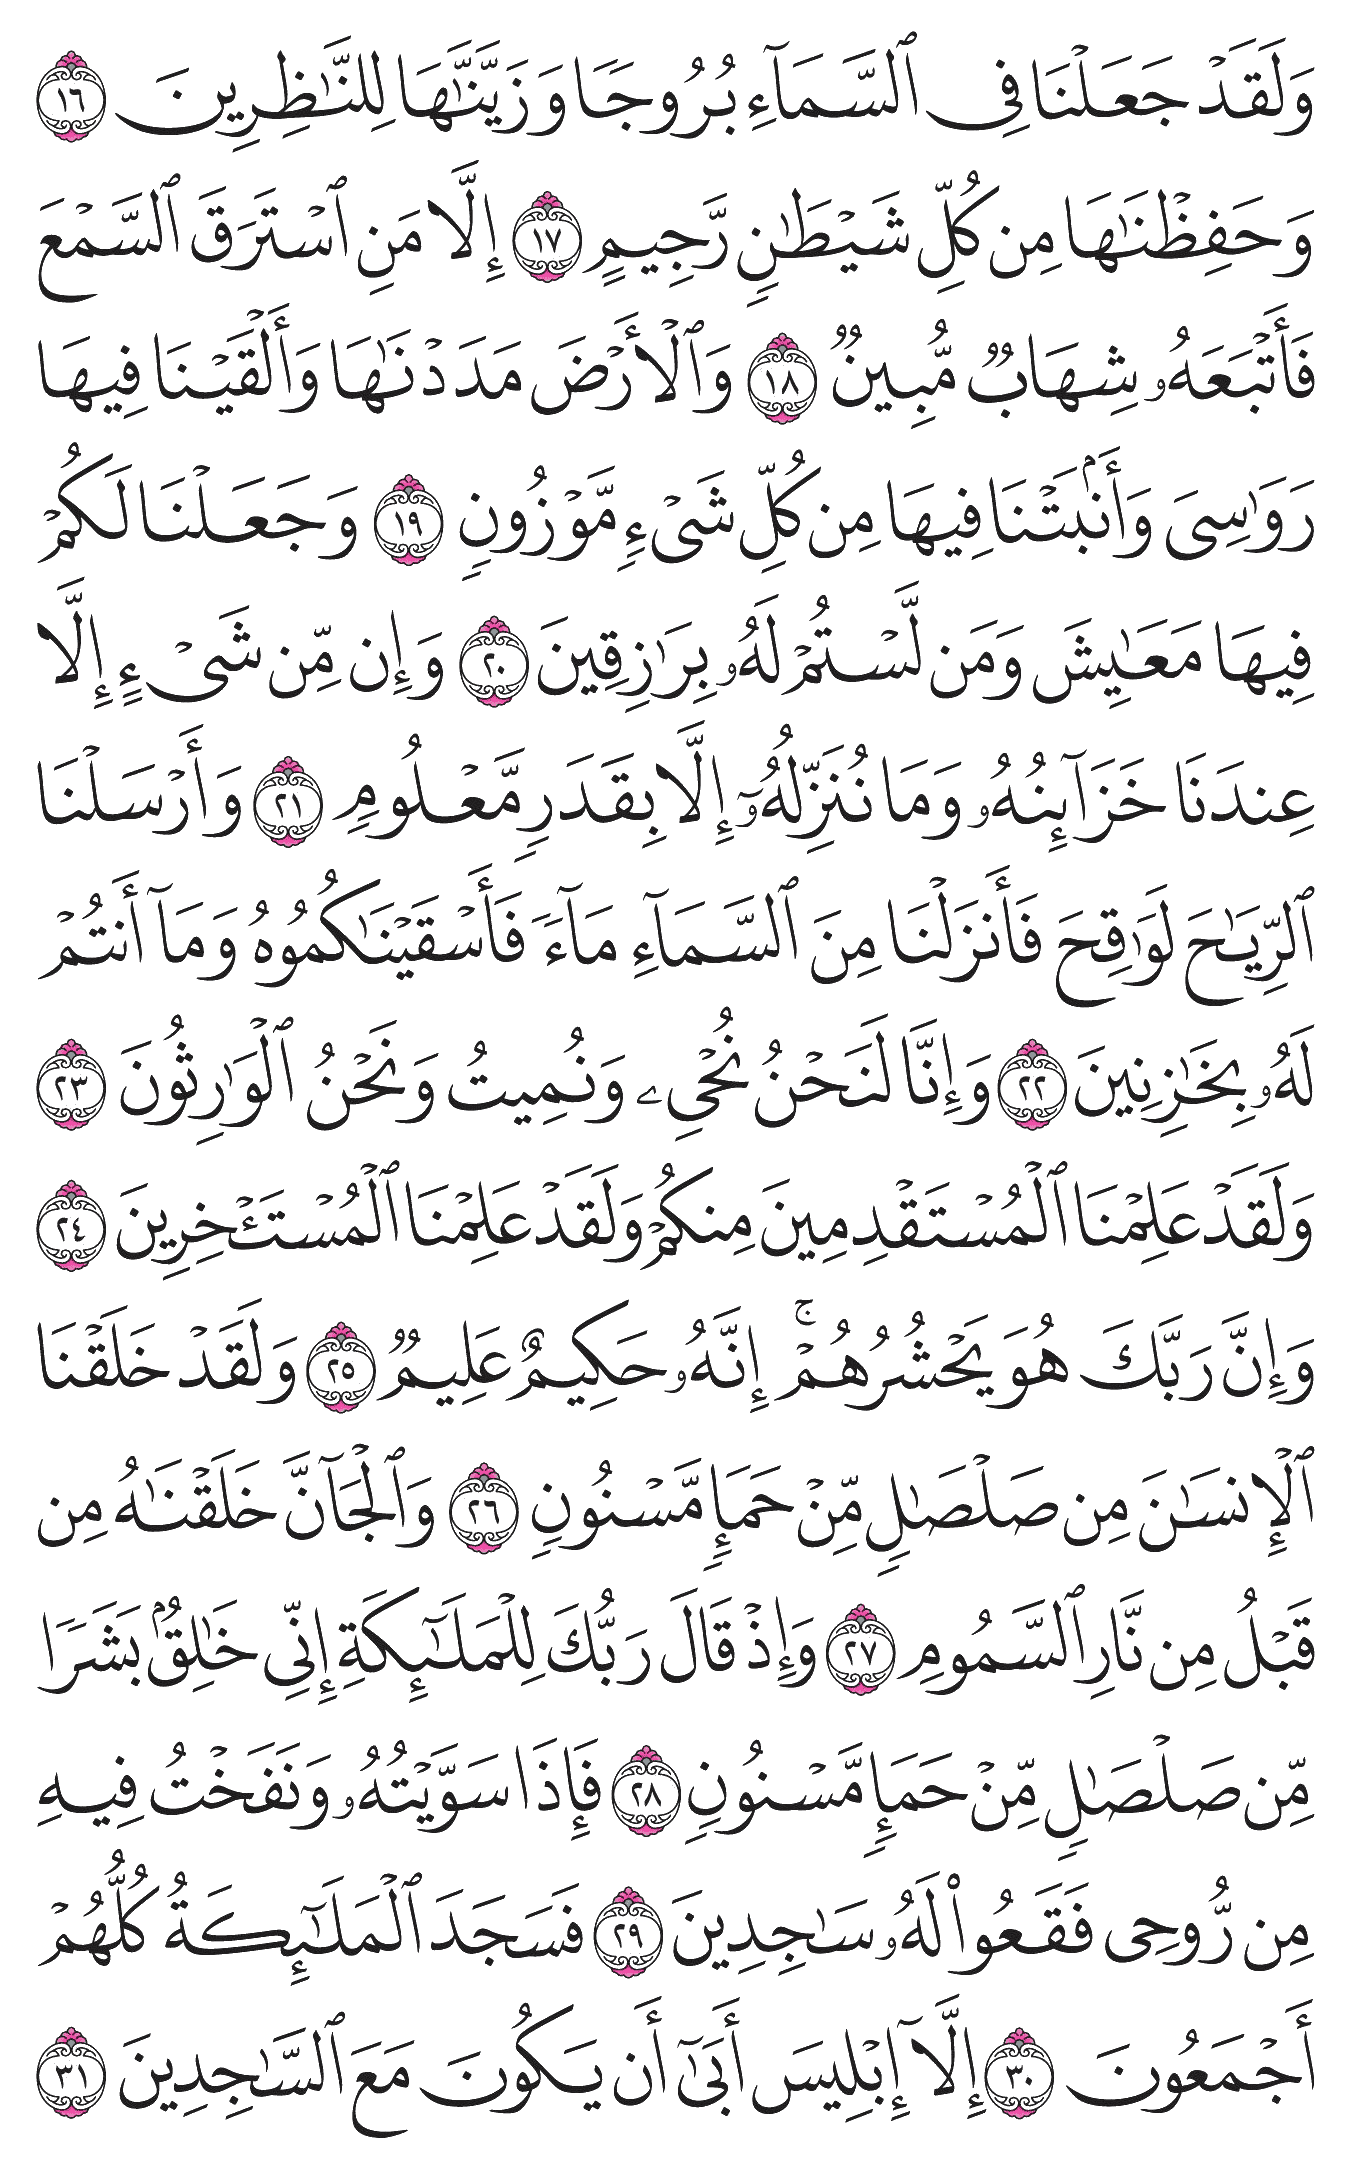 وَلَقَدْ جَعَلْنَا فِى ٱلسَّمَآءِ بُرُوجًا وَزَيَّنَّٰهَا لِلنَّٰظِرِينَ ١٦
وَحَفِظْنَٰهَا مِن كُلِّ شَيْطَٰنٍ رَّجِيمٍ ١٧ إِلَّا مَنِ ٱسْتَرَقَ ٱلسَّمْعَ
فَأَتْبَعَهُۥ شِهَابٌ مُّبِينٌ ١٨ وَٱلْأَرْضَ مَدَدْنَٰهَا وَأَلْقَيْنَا فِيهَا
رَوَٰسِىَ وَأَنۢبَتْنَا فِيهَا مِن كُلِّ شَىْءٍ مَّوْزُونٍ ١٩ وَجَعَلْنَا لَكُمْ
فِيهَا مَعَٰيِشَ وَمَن لَّسْتُمْ لَهُۥ بِرَٰزِقِينَ ٢٠ وَإِن مِّن شَىْءٍ إِلَّا
عِندَنَا خَزَآئِنُهُۥ وَمَا نُنَزِّلُهُۥٓ إِلَّا بِقَدَرٍ مَّعْلُومٍ ٢١ وَأَرْسَلْنَا
ٱلرِّيَٰحَ لَوَٰقِحَ فَأَنزَلْنَا مِنَ ٱلسَّمَآءِ مَآءً فَأَسْقَيْنَٰكُمُوهُ وَمَآ أَنتُمْ
لَهُۥ بِخَٰزِنِينَ ٢٢ وَإِنَّا لَنَحْنُ نُحْىِۦ وَنُمِيتُ وَنَحْنُ ٱلْوَٰرِثُونَ ٢٣
وَلَقَدْ عَلِمْنَا ٱلْمُسْتَقْدِمِينَ مِنكُمْ وَلَقَدْ عَلِمْنَا ٱلْمُسْتَـْٔخِرِينَ ٢٤
وَإِنَّ رَبَّكَ هُوَ يَحْشُرُهُمْ ۚ إِنَّهُۥ حَكِيمٌ عَلِيمٌ ٢٥ وَلَقَدْ خَلَقْنَا
ٱلْإِنسَٰنَ مِن صَلْصَٰلٍ مِّنْ حَمَإٍ مَّسْنُونٍ ٢٦ وَٱلْجَآنَّ خَلَقْنَٰهُ مِن
قَبْلُ مِن نَّارِ ٱلسَّمُومِ ٢٧ وَإِذْ قَالَ رَبُّكَ لِلْمَلَٰٓئِكَةِ إِنِّى خَٰلِقٌۢ بَشَرًا
مِّن صَلْصَٰلٍ مِّنْ حَمَإٍ مَّسْنُونٍ ٢٨ فَإِذَا سَوَّيْتُهُۥ وَنَفَخْتُ فِيهِ
مِن رُّوحِى فَقَعُوا۟ لَهُۥ سَٰجِدِينَ ٢٩ فَسَجَدَ ٱلْمَلَٰٓئِكَةُ كُلُّهُمْ
أَجْمَعُونَ ٣٠ إِلَّآ إِبْلِيسَ أَبَىٰٓ أَن يَكُونَ مَعَ ٱلسَّٰجِدِينَ ٣١